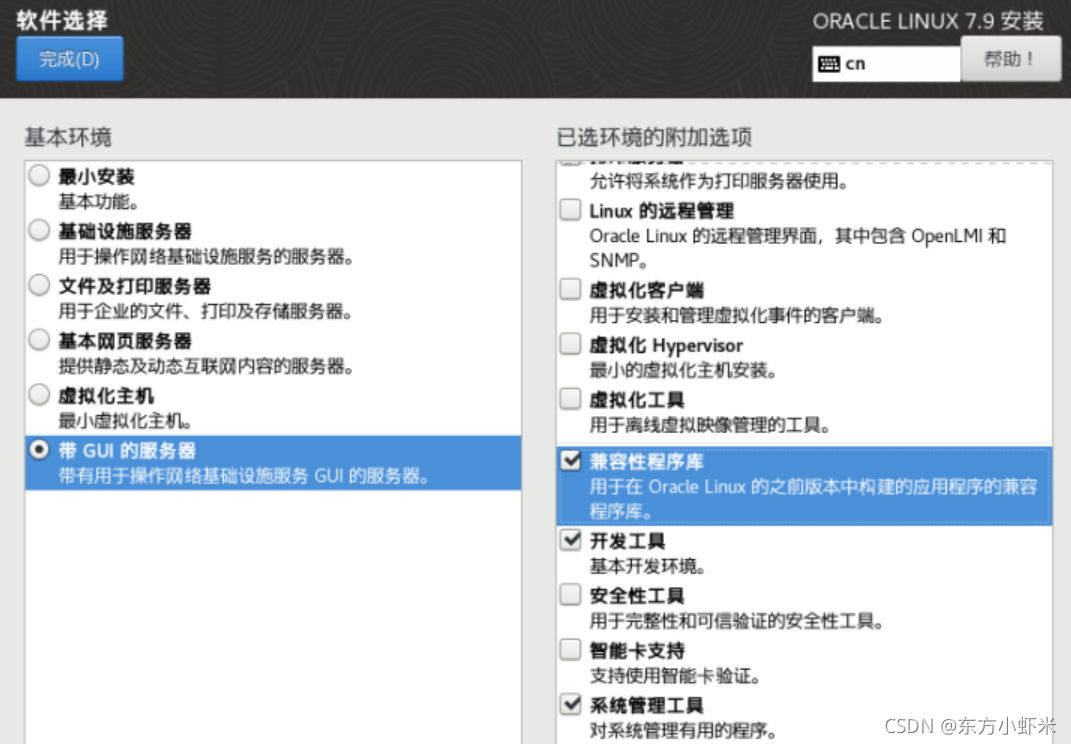 软件选择
ORACLE LINUX 7.9 安装
完成(D)
cn
帮助！
基本环境
已选环境的附加选项
最小安装
基本功能。
基础设施服务器
用于操作网络基础设施服务的服务器。
文件及打印服务器
用于企业的文件、打印及存储服务器。
基本网页服务器
提供静态及动态互联网内容的服务器。
虚拟化主机
最小虚拟化主机。
带 GUI 的服务器
带有用于操作网络基础设施服务 GUI 的服务器。
允许将系统作为打印服务器使用。
Linux 的远程管理
Oracle Linux 的远程管理界面，其中包含 OpenLMI 和
SNMP。
虚拟化客户端
用于安装和管理虚拟化事件的客户端。
虚拟化 Hypervisor
最小的虚拟化主机安装。
虚拟化工具
用于离线虚拟映像管理的工具。
兼容性程序库
用于在 Oracle Linux 的之前版本中构建的应用程序的兼容
程序库。
开发工具
基本开发环境。
安全性工具
用于完整性和可信验证的安全性工具。
智能卡支持
支持使用智能卡验证。
系统管理工具
对系统管理有用的程序。
CSDN @东方小虾米